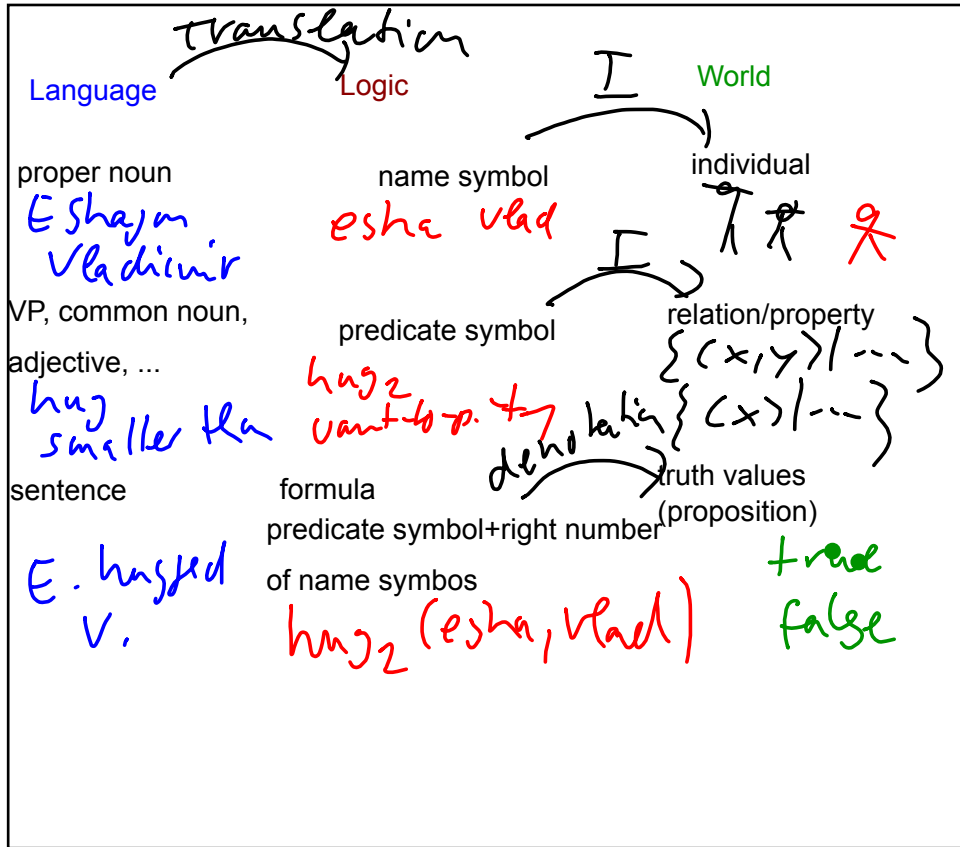 translation
Language Logic I World
proper noun name symbol individual
Eshajm esha vlad
Vladimir I
VP, common noun, predicate symbol relation/property
adjective, ... {⟨x,y⟩|---}
hug hug₂ {⟨x⟩|---}
smaller than denotation
sentence formula truth values
predicate symbol+right number (proposition)
E. hugged of name symbos true
V. hug₂(esha, vlad) false